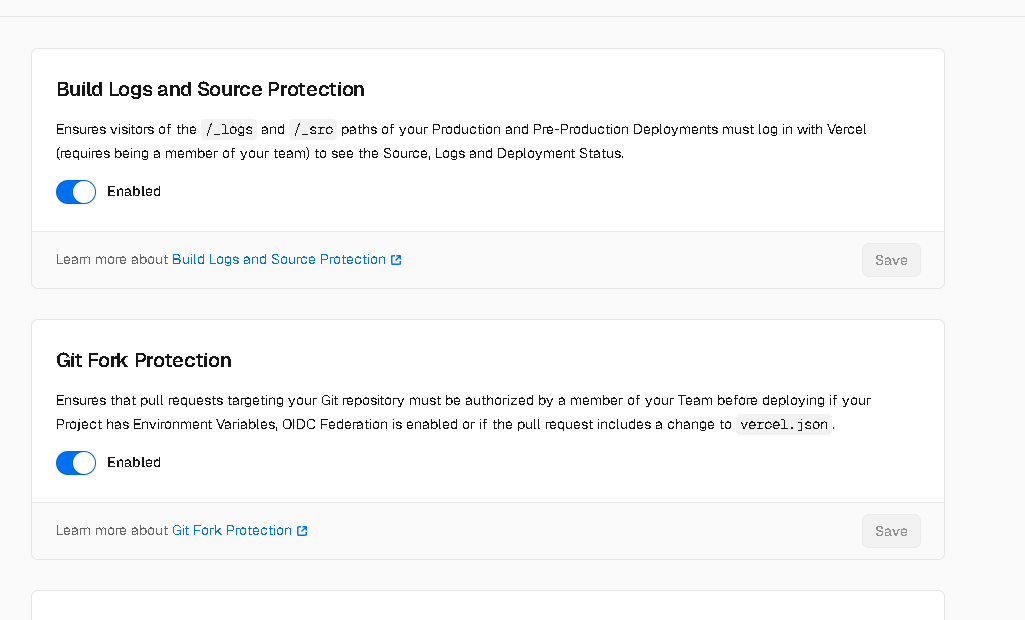 Build Logs and Source Protection
Ensures visitors of the /_logs and /_src paths of your Production and Pre-Production Deployments must log in with Vercel
(requires being a member of your team) to see the Source, Logs and Deployment Status.
Enabled
Learn more about Build Logs and Source Protection
Save
Git Fork Protection
Ensures that pull requests targeting your Git repository must be authorized by a member of your Team before deploying if your
Project has Environment Variables, OIDC Federation is enabled or if the pull request includes a change to vercel.json.
Enabled
Learn more about Git Fork Protection
Save